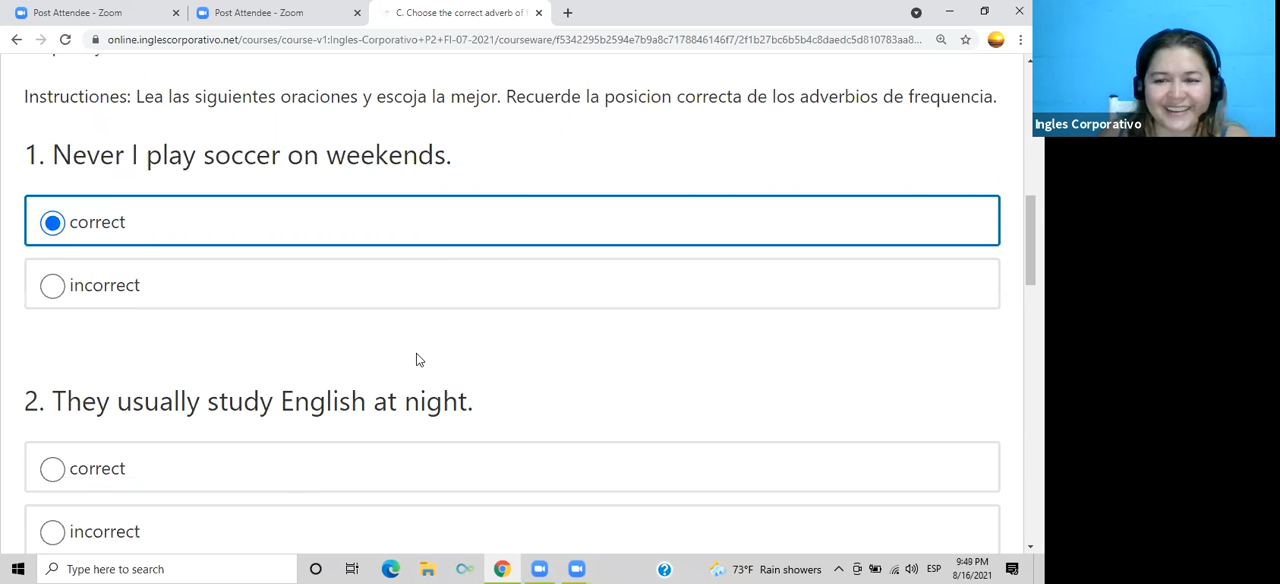 Post Attendee - Zoom
Post Attendee - Zoom
C. Choose the correct adverb of
online.inglescorporativo.net/courses/course-v1:Ingles-Corporativo+P2+FI-07-2021/courseware/f5342295b2594e7b9a8c7178846146f7/2f1b27bc6b5b4c8daedc5d810783aa8...
Instructiones: Lea las siguientes oraciones y escoja la mejor. Recuerde la posicion correcta de los adverbios de frequencia.
1. Never I play soccer on weekends.
correct
incorrect
2. They usually study English at night.
correct
incorrect
Ingles Corporativo
Type here to search
73°F Rain showers
ESP
9:49 PM
8/16/2021